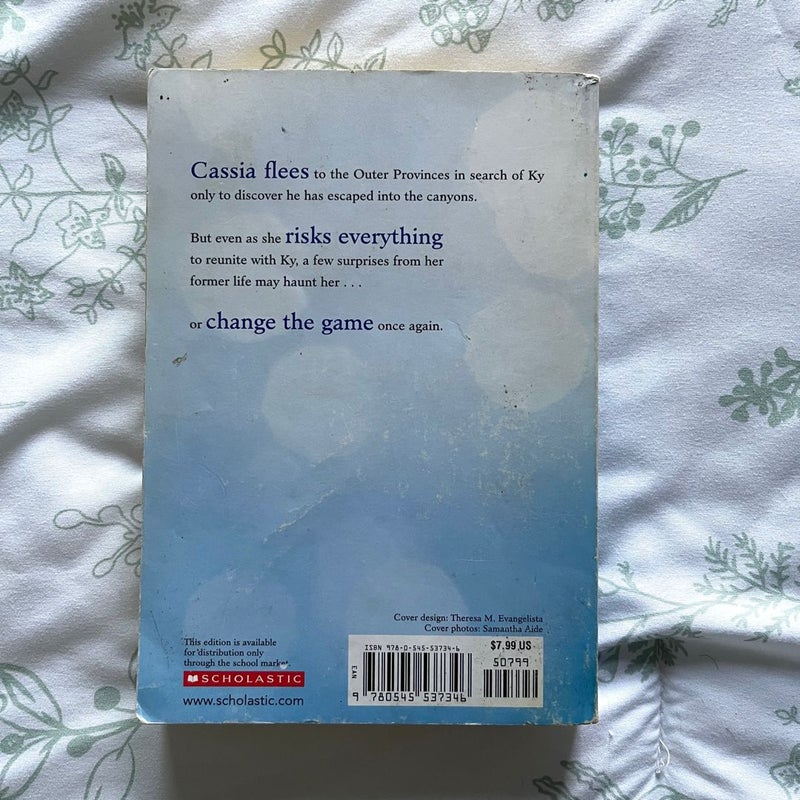 Cassia flees to the Outer Provinces in search of Ky
only to discover he has escaped into the canyons.
But even as she risks everything
to reunite with Ky, a few surprises from her
former life may haunt her . . .
or change the game once again.
Cover design: Theresa M. Evangelista
Cover photos: Samantha Aide
This edition is available
for distribution only
through the school market.
SCHOLASTIC
www.scholastic.com
ISBN 978-0-545-53734-6
$7.99 US
50799
EAN
9 780545 537346